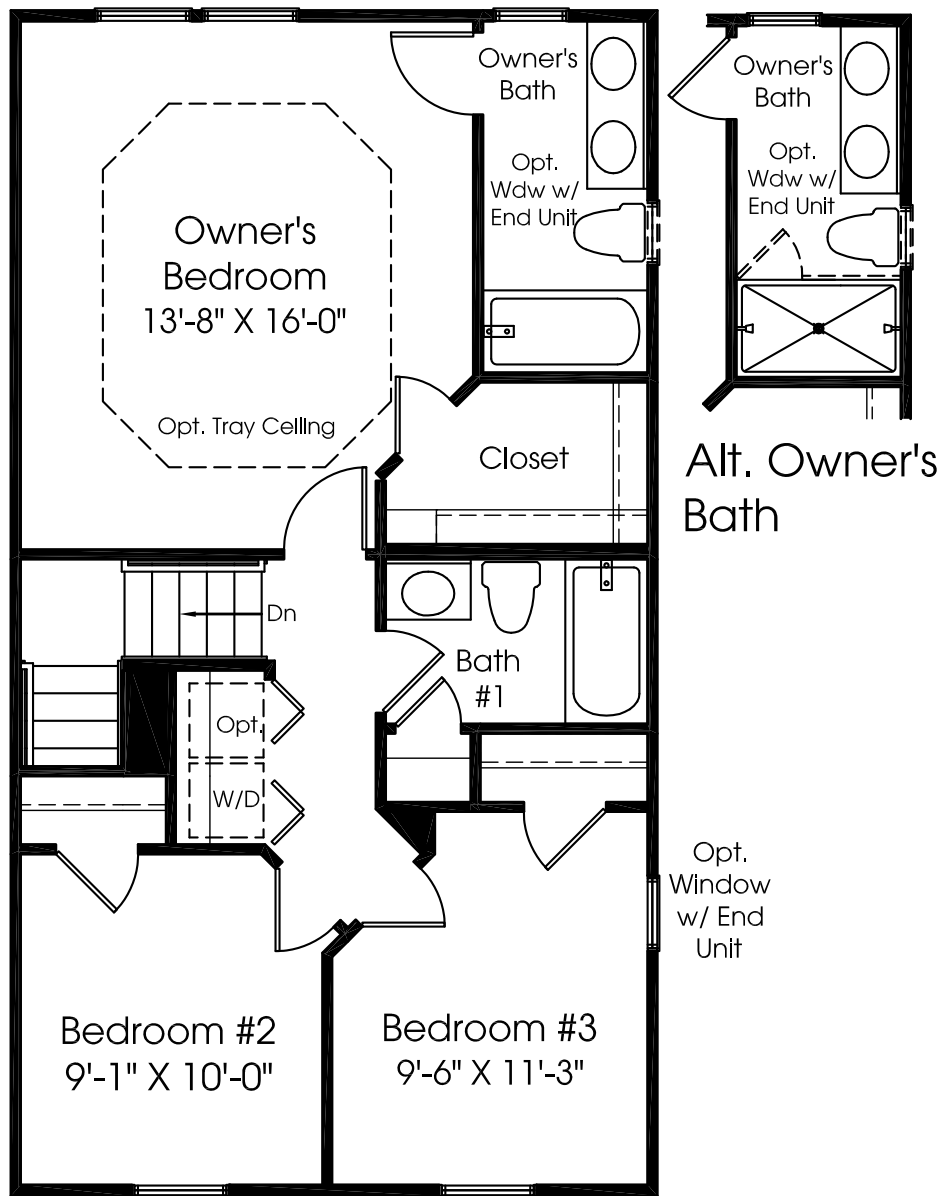 Owner's
Bath
Opt.
Wdw w/
End Unit
Owner's
Bedroom
13'-8" X 16'-0"
Opt. Tray Ceiling
Closet
Owner's
Bath
Opt.
Wdw w/
End Unit
Alt. Owner's
Bath
Dn
Bath
#1
Opt.
W/D
Opt.
Window
w/ End
Unit
Bedroom #2
9'-1" X 10'-0"
Bedroom #3
9'-6" X 11'-3"